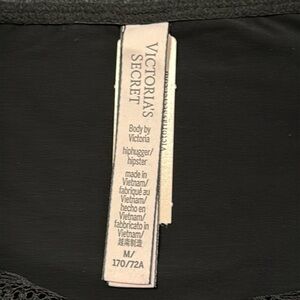 VICTORIA'S
SECRET
Body by
Victoria
hiphugger/
hipster
made in
Vietnam/
fabriqué au
Vietnam/
hecho en
Vietnam/
fabbricato in
Vietnam/
越南制造
M/
170/72A